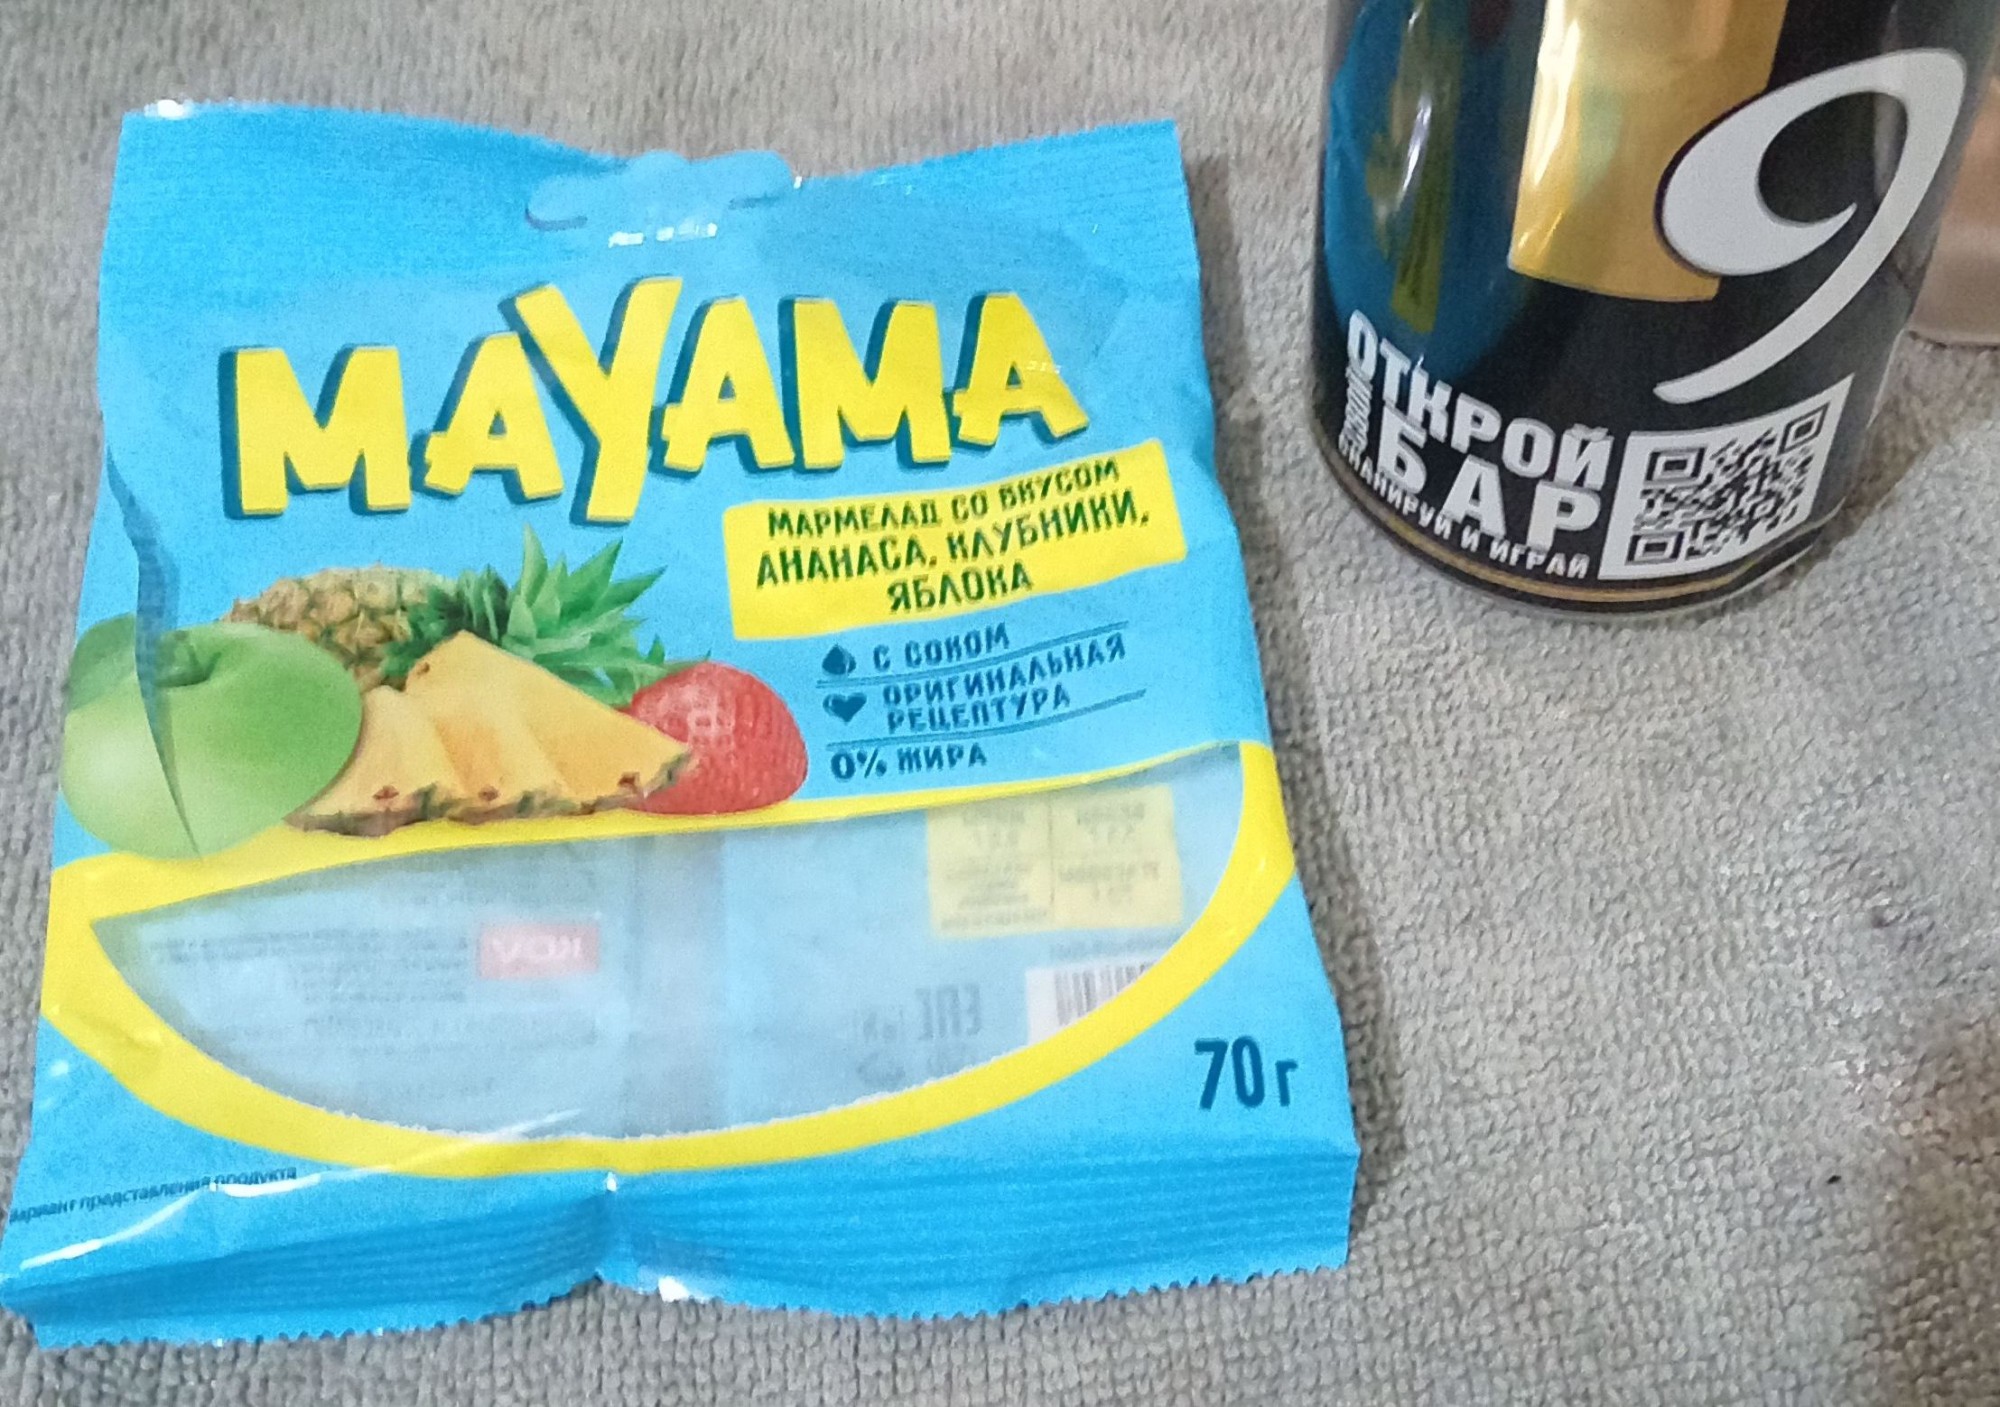 MAYAMA
МАРМЕЛАД СО ВКУСОМ
АНАНАСА, КЛУБНИКИ,
ЯБЛОКА
С СОКОМ
ОРИГИНАЛЬНАЯ
РЕЦЕПТУРА
0% ЖИРА
70 г
вариант представления продукта
9
ОТКРОЙ
БАР
СКАНИРУЙ И ИГРАЙ